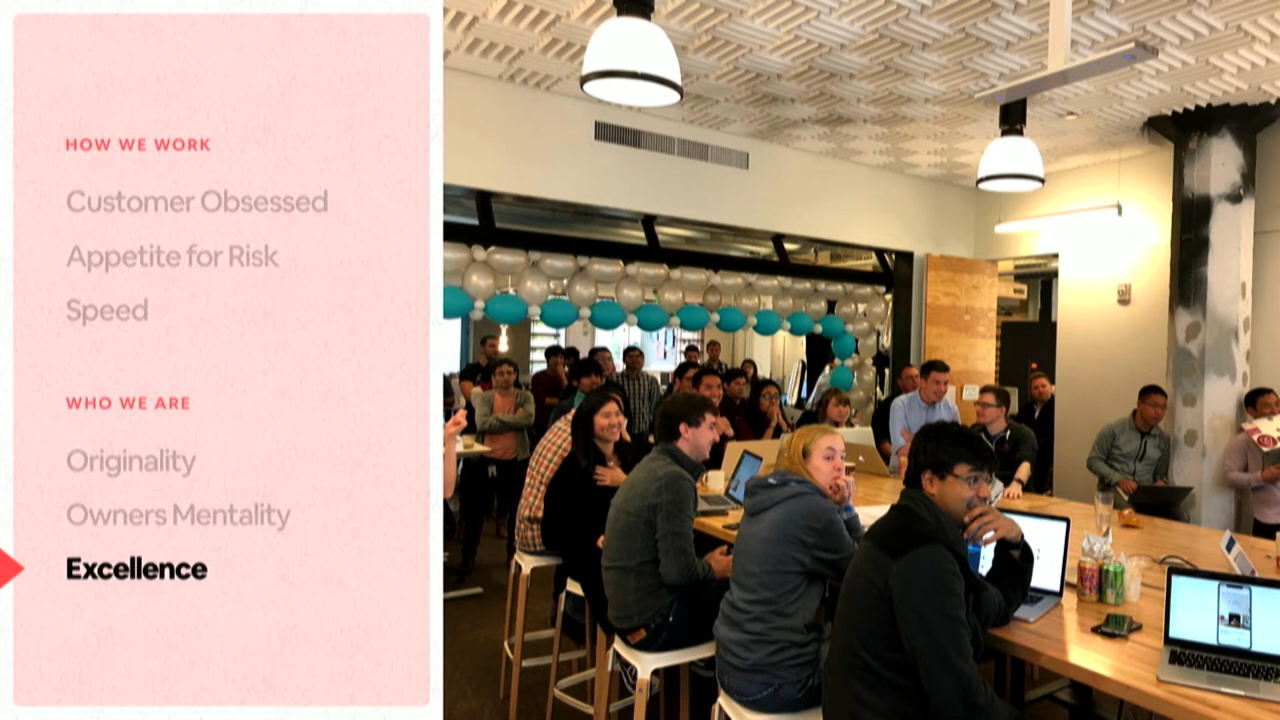 HOW WE WORK
Customer Obsessed
Appetite for Risk
Speed
WHO WE ARE
Originality
Owners Mentality
Excellence